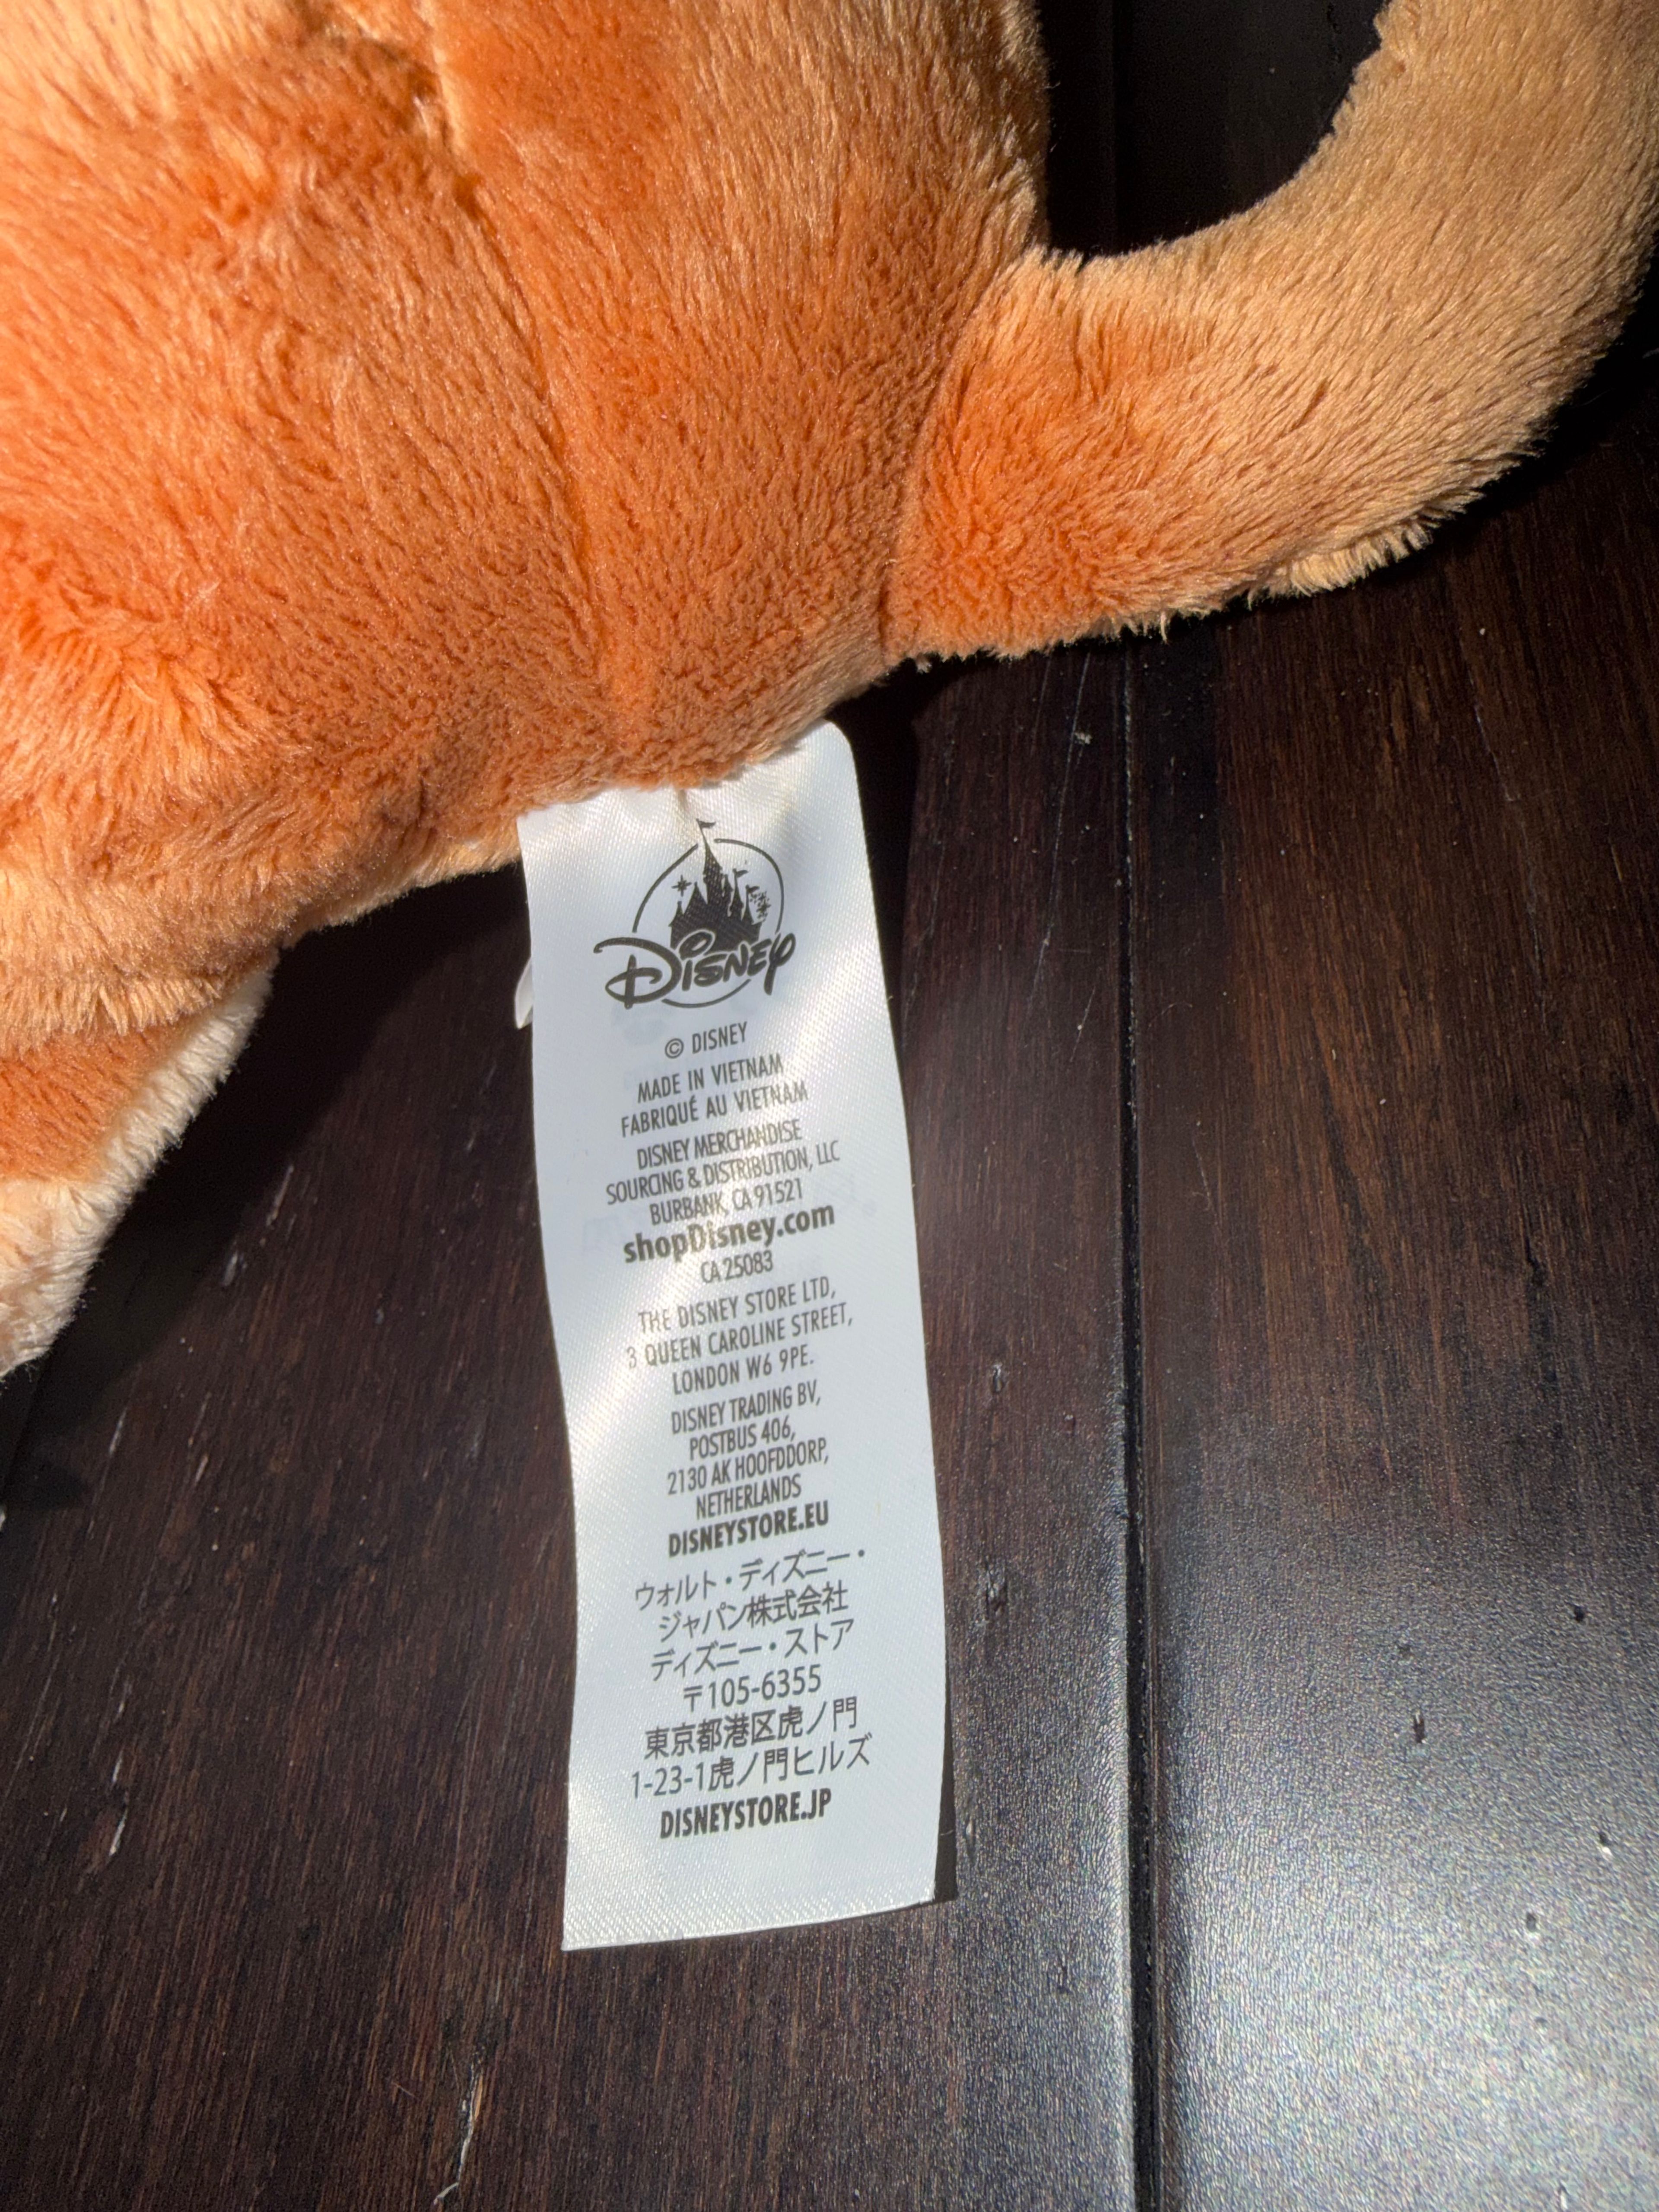 Disney
© DISNEY
MADE IN VIETNAM
FABRIQUÉ AU VIETNAM
DISNEY MERCHANDISE
SOURCING & DISTRIBUTION, LLC
BURBANK, CA 91521
shopDisney.com
CA 25083
THE DISNEY STORE LTD,
3 QUEEN CAROLINE STREET,
LONDON W6 9PE.
DISNEY TRADING BV,
POSTBUS 406,
2130 AK HOOFDDORP,
NETHERLANDS
DISNEYSTORE.EU
ウォルト・ディズニー・
ジャパン株式会社
ディズニー・ストア
〒105-6355
東京都港区虎ノ門
1-23-1虎ノ門ヒルズ
DISNEYSTORE.JP